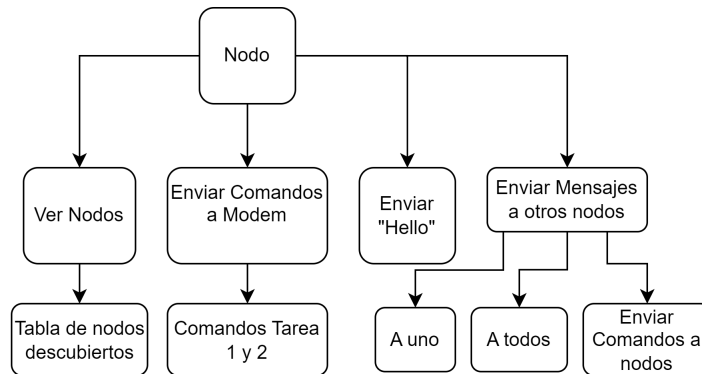 Nodo
Ver Nodos
Enviar Comandos
a Modem
Enviar
"Hello"
Enviar Mensajes
a otros nodos
Tabla de nodos
descubiertos
Comandos Tarea
1 y 2
A uno
A todos
Enviar
Comandos a
nodos